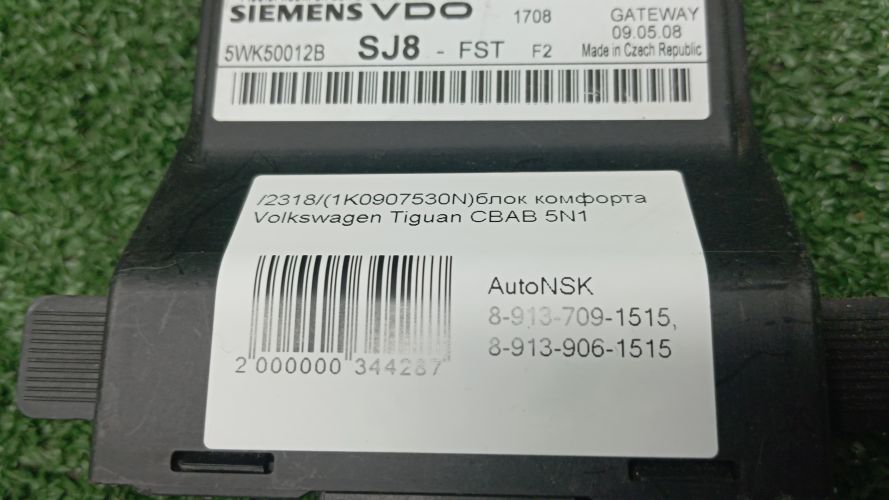 SIEMENS VDO 1708 GATEWAY
09.05.08
5WK50012B SJ8 - FST F2 Made in Czech Republic
/2318/(1K0907530N)блок комфорта
Volkswagen Tiguan CBAB 5N1
AutoNSK
8-913-709-1515,
8-913-906-1515
2 000000 344287